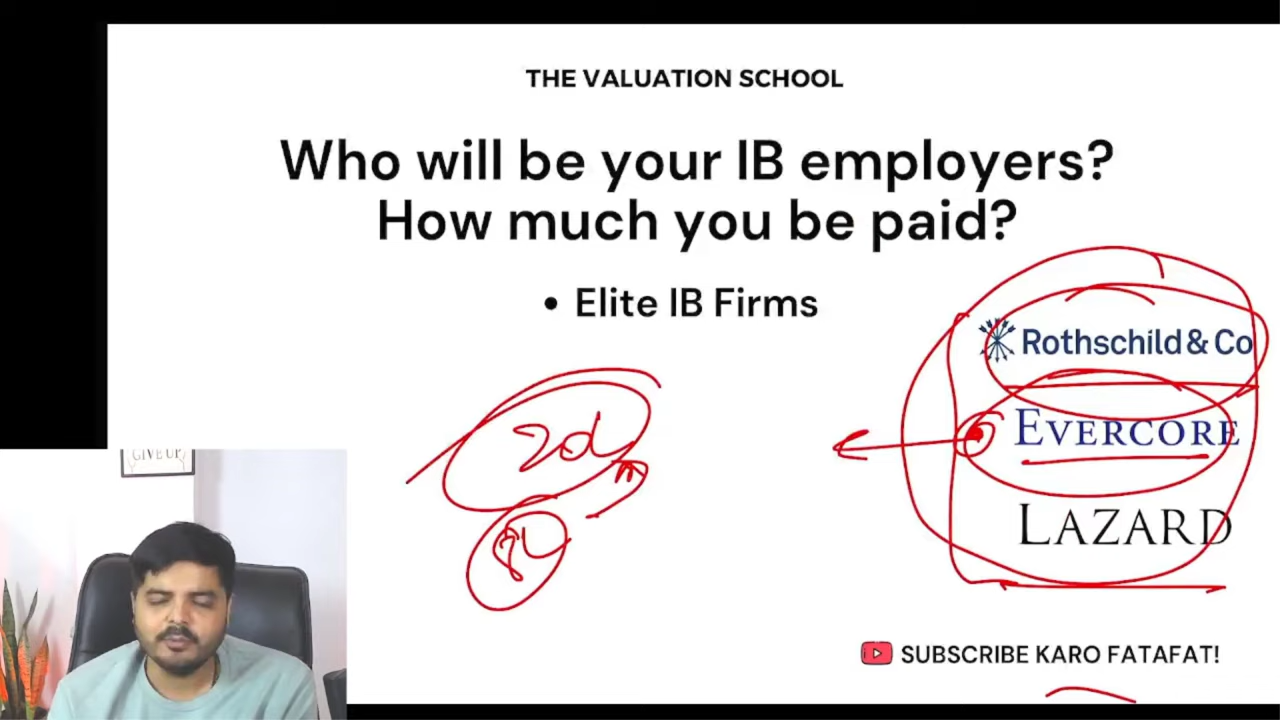 THE VALUATION SCHOOL
Who will be your IB employers?
How much you be paid?
• Elite IB Firms
Rothschild & Co
EVERCORE
LAZARD
GIVE UP
SUBSCRIBE KARO FATAFAT!